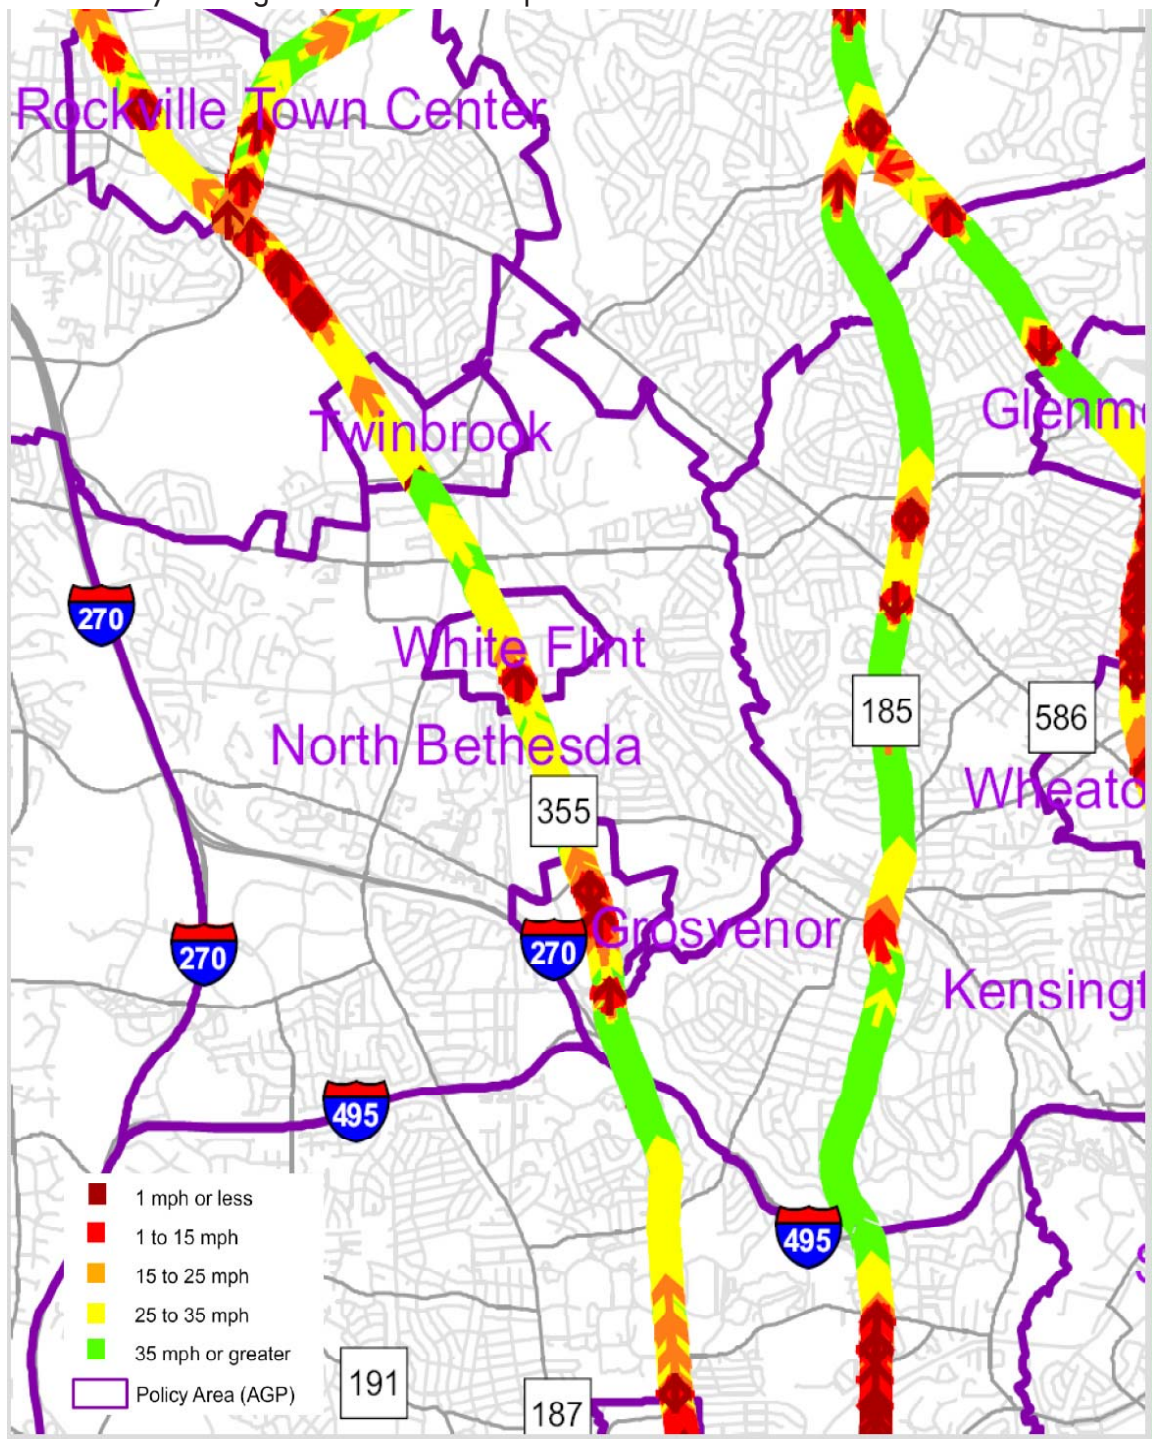 Rockville Town Center
Glenm
Twinbrook
270
White Flint
185
586
North Bethesda
Wheato
355
Grosvenor
270
270
Kensingt
495
495
1 mph or less
1 to 15 mph
15 to 25 mph
25 to 35 mph
35 mph or greater
Policy Area (AGP)
191
187